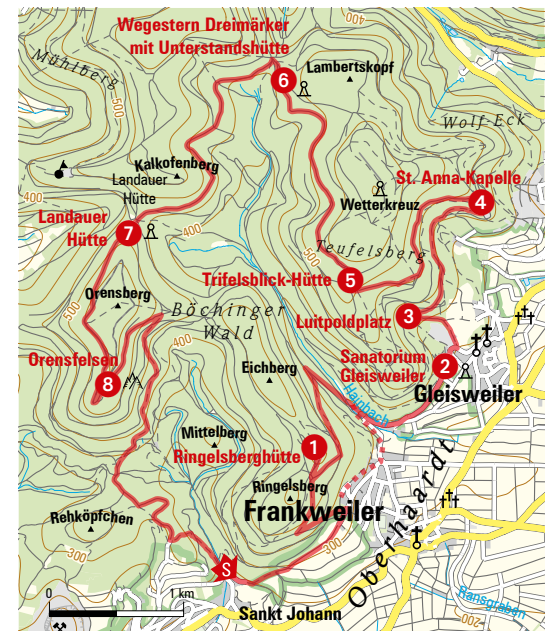 Wegestern Dreimärker
mit Unterstandshütte
400
Mühlberg
500
6
Lambertskopf
Wolf-Eck
Kalkofenberg
Landauer
Hütte
400
St. Anna-Kapelle
4
Wetterkreuz
Landauer
Hütte
7
400
Teufelsberg
500
Trifelsblick-Hütte
5
Orensberg
500
Böchinger
Wald
Luitpoldplatz
3
400
Orensfelsen
8
Eichberg
Sanatorium
Gleisweiler
2
Gleisweiler
Hainbach
Mittelberg
Ringelsberghütte
1
Ringelsberg
Frankweiler
Oberhaardt
Rehköpfchen
300
300
S
0
1 km
Sankt Johann
Ransgraben
200